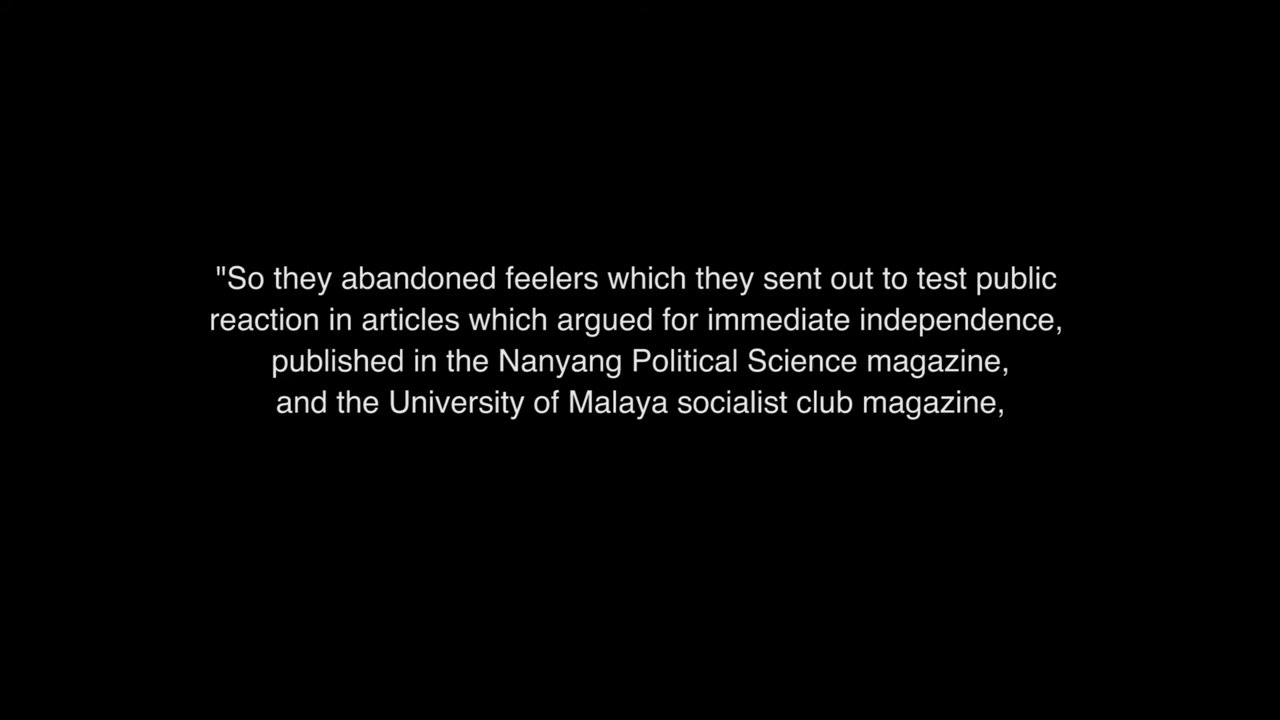 "So they abandoned feelers which they sent out to test public
reaction in articles which argued for immediate independence,
published in the Nanyang Political Science magazine,
and the University of Malaya socialist club magazine,